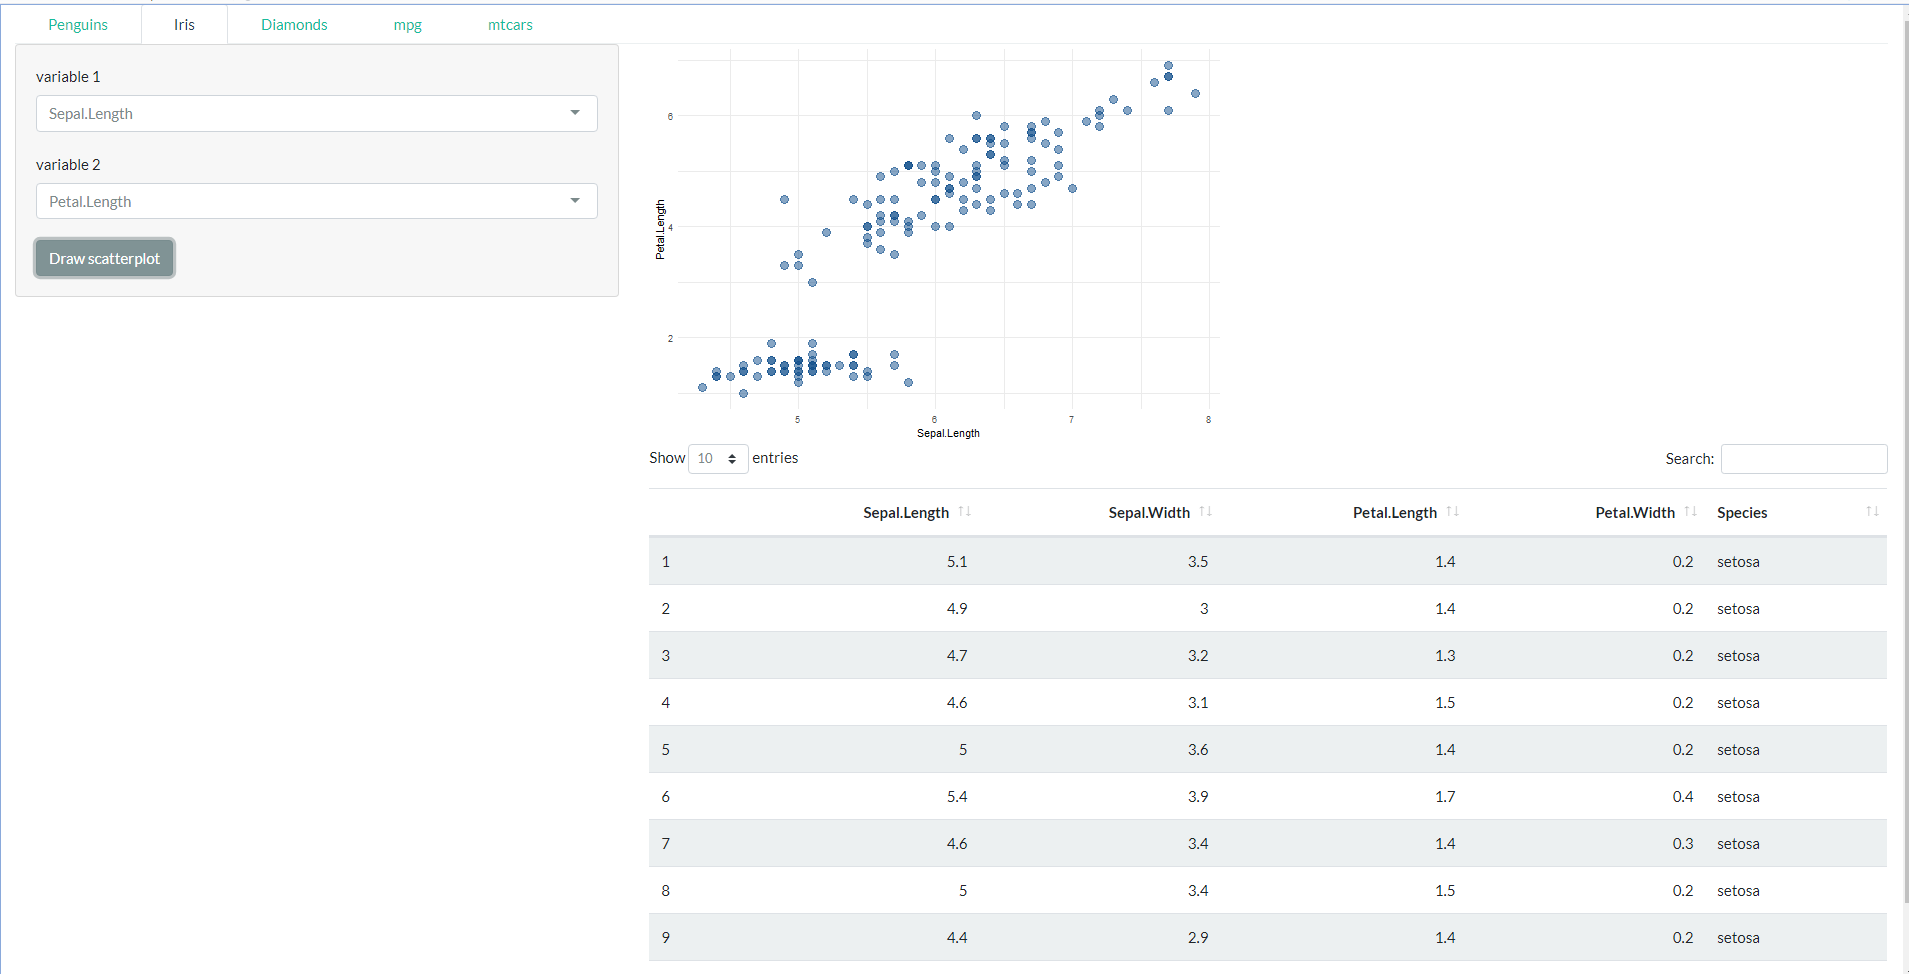 Penguins Iris Diamonds mpg mtcars
variable 1
Sepal.Length
variable 2
Petal.Length
Draw scatterplot
Petal.Length
6
4
2
5 6 7 8
Sepal.Length
Show 10 entries Search:
Sepal.Length Sepal.Width Petal.Length Petal.Width Species
1 5.1 3.5 1.4 0.2 setosa
2 4.9 3 1.4 0.2 setosa
3 4.7 3.2 1.3 0.2 setosa
4 4.6 3.1 1.5 0.2 setosa
5 5 3.6 1.4 0.2 setosa
6 5.4 3.9 1.7 0.4 setosa
7 4.6 3.4 1.4 0.3 setosa
8 5 3.4 1.5 0.2 setosa
9 4.4 2.9 1.4 0.2 setosa